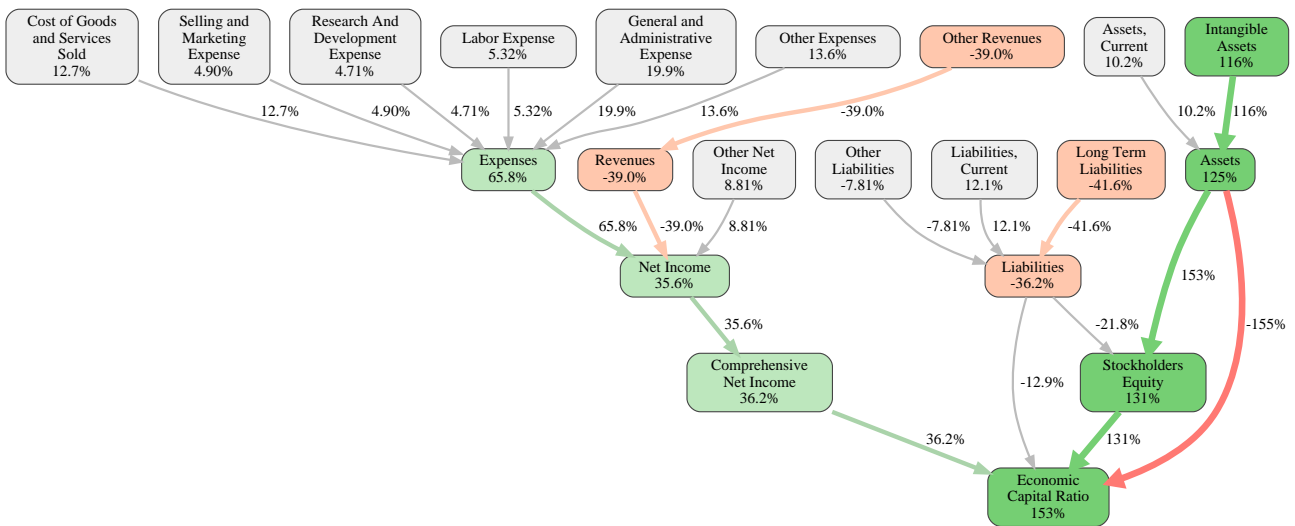 Cost of Goods
and Services
Sold
12.7%
Selling and
Marketing
Expense
4.90%
Research And
Development
Expense
4.71%
Labor Expense
5.32%
General and
Administrative
Expense
19.9%
Other Expenses
13.6%
Other Revenues
-39.0%
Assets,
Current
10.2%
Intangible
Assets
116%
12.7%
4.90%
4.71%
5.32%
19.9%
13.6%
-39.0%
10.2%
116%
Expenses
65.8%
Revenues
-39.0%
Other Net
Income
8.81%
Other
Liabilities
-7.81%
Liabilities,
Current
12.1%
Long Term
Liabilities
-41.6%
Assets
125%
65.8%
-39.0%
8.81%
-7.81%
12.1%
-41.6%
Net Income
35.6%
Liabilities
-36.2%
153%
35.6%
-21.8%
-155%
Comprehensive
Net Income
36.2%
-12.9%
Stockholders
Equity
131%
36.2%
131%
Economic
Capital Ratio
153%